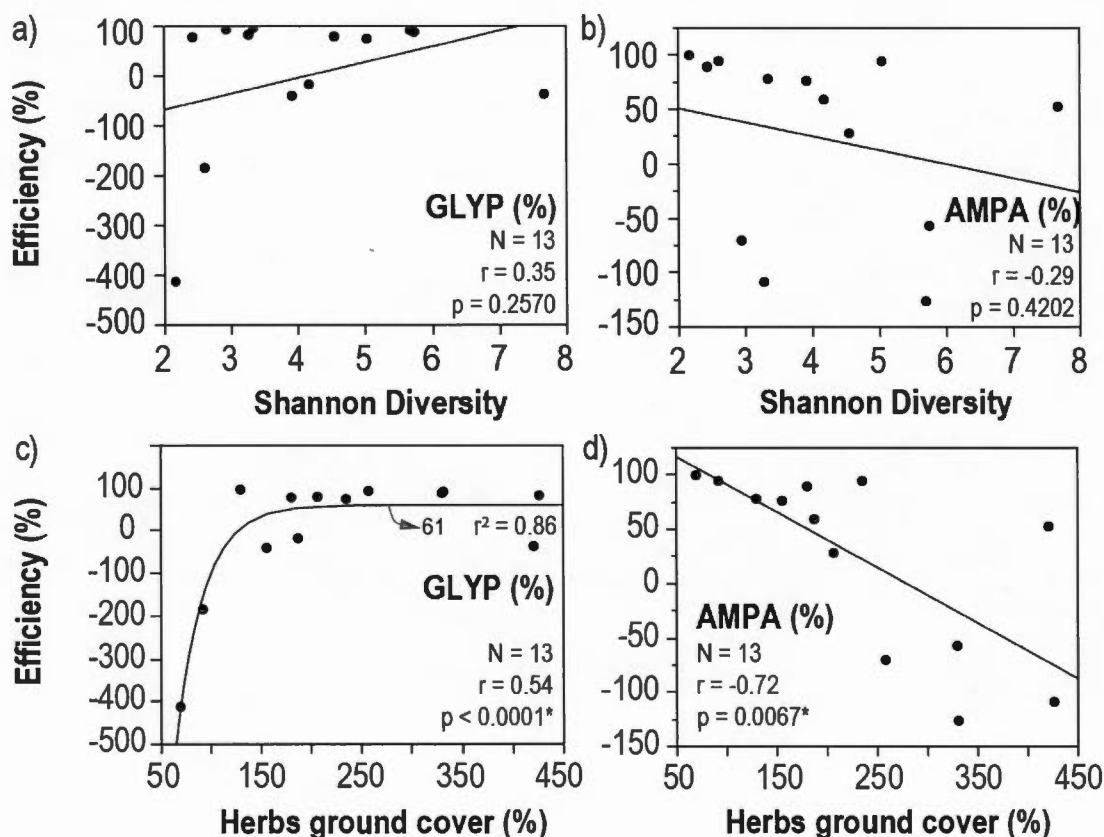 a)
Efficiency (%)
100
0
-100
-200
-300
-400
-500
GLYP (%)
N = 13
r = 0.35
p = 0.2570
2 3 4 5 6 7 8
Shannon Diversity
b)
100
50
0
-50
-100
-150
AMPA (%)
N = 13
r = -0.29
p = 0.4202
2 3 4 5 6 7 8
Shannon Diversity
c)
Efficiency (%)
100
0
-100
-200
-300
-400
-500
61 r² = 0.86
GLYP (%)
N = 13
r = 0.54
p < 0.0001*
50 150 250 350 450
Herbs ground cover (%)
d)
100
50
0
-50
-100
-150
AMPA (%)
N = 13
r = -0.72
p = 0.0067*
50 150 250 350 450
Herbs ground cover (%)